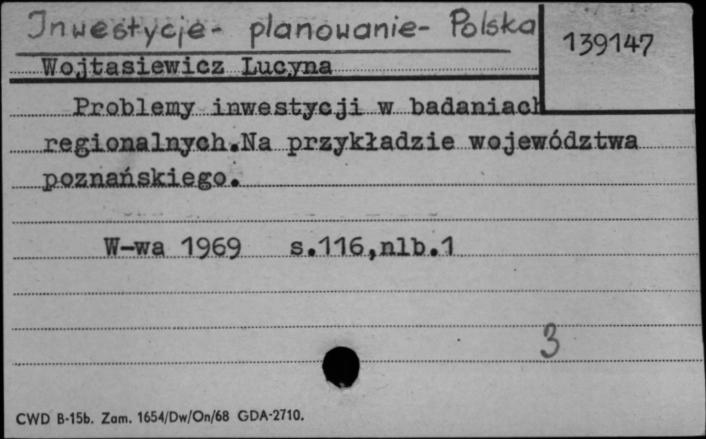 Inwestycje - planowanie - Polska
139147
Wojtasiewicz Lucyna
Problemy inwestycji w badaniach
regionalnych.Na przykładzie województwa
poznańskiego.
W-wa 1969 s.116,nlb.1
3
CWD B-15b. Zam. 1654/Dw/On/68 GDA-2710.